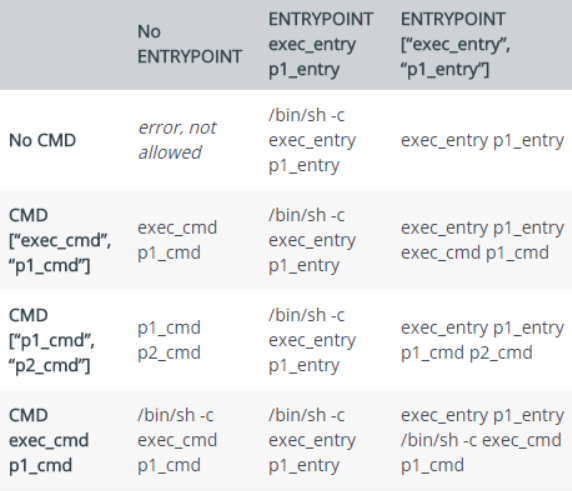 No
ENTRYPOINT
ENTRYPOINT
exec_entry
p1_entry
ENTRYPOINT
[“exec_entry”,
“p1_entry”]
No CMD
error, not
allowed
/bin/sh -c
exec_entry
p1_entry
exec_entry p1_entry
CMD
[“exec_cmd”,
“p1_cmd”]
exec_cmd
p1_cmd
/bin/sh -c
exec_entry
p1_entry
exec_entry p1_entry
exec_cmd p1_cmd
CMD
[“p1_cmd”,
“p2_cmd”]
p1_cmd
p2_cmd
/bin/sh -c
exec_entry
p1_entry
exec_entry p1_entry
p1_cmd p2_cmd
CMD
exec_cmd
p1_cmd
/bin/sh -c
exec_cmd
p1_cmd
/bin/sh -c
exec_entry
p1_entry
exec_entry p1_entry
/bin/sh -c exec_cmd
p1_cmd